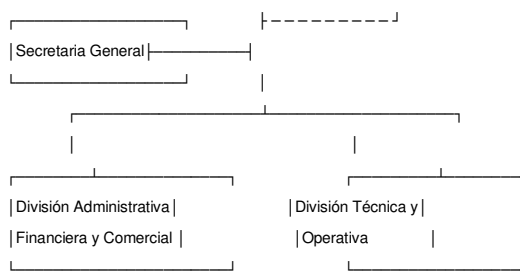 Secretaria General
División Administrativa División Técnica y
Financiera y Comercial Operativa